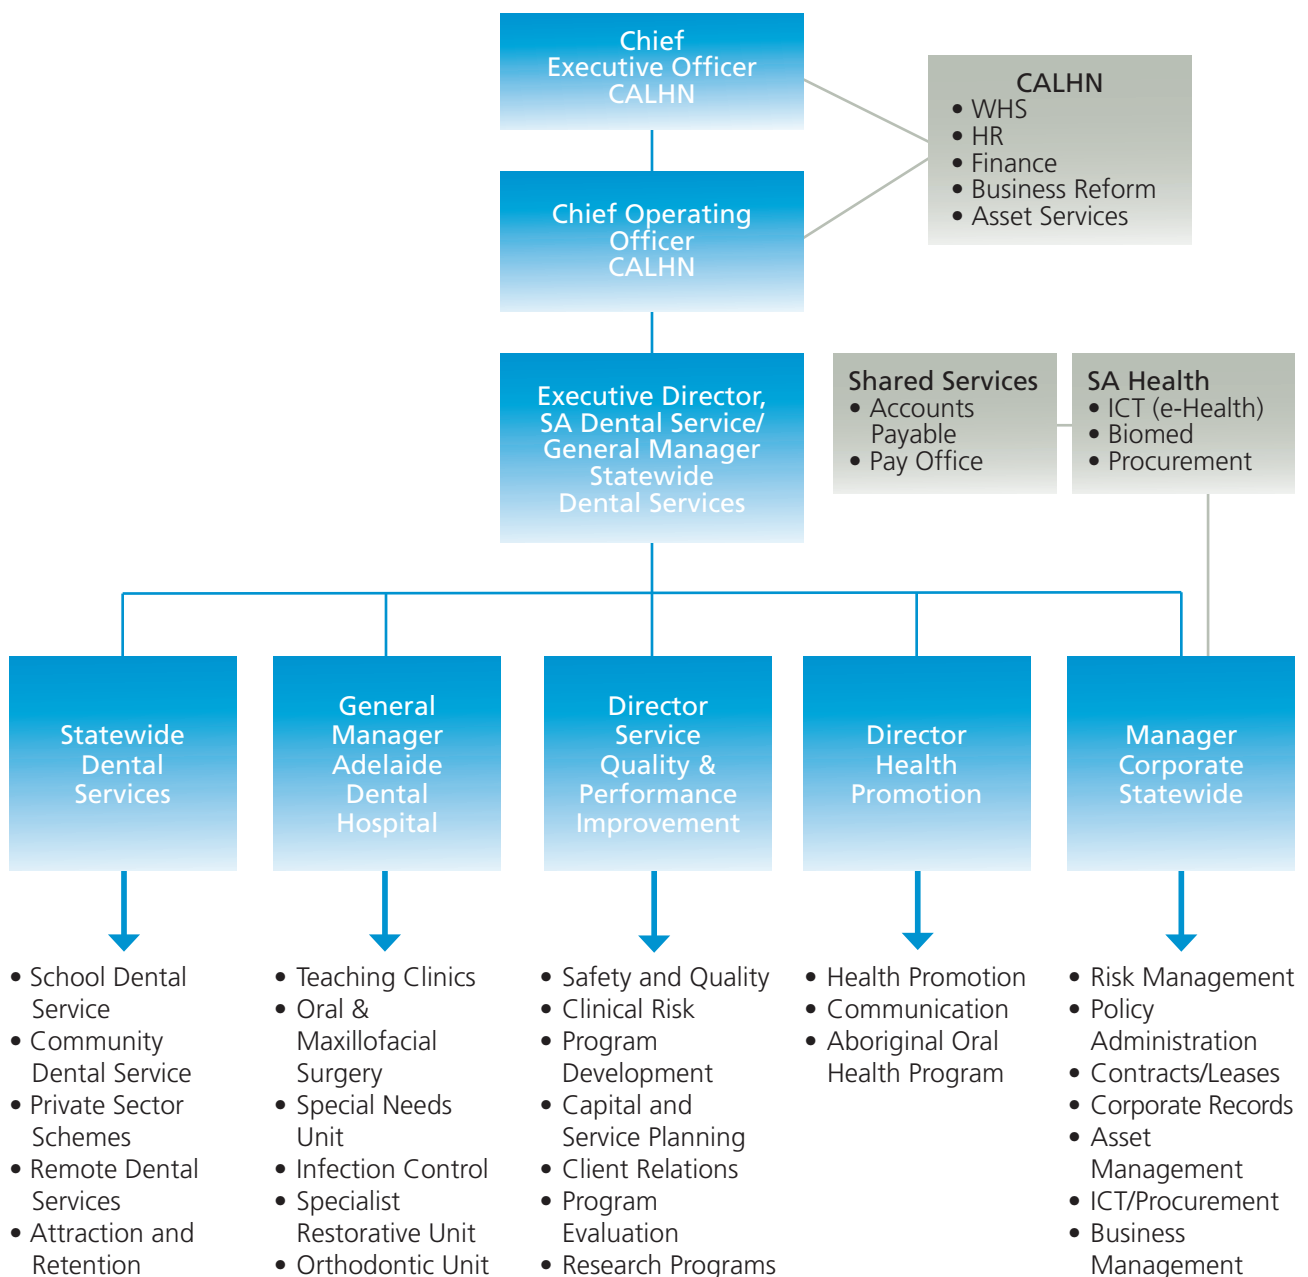 Chief
Executive Officer
CALHN
CALHN
• WHS
• HR
• Finance
• Business Reform
• Asset Services
Chief Operating
Officer
CALHN
Executive Director,
SA Dental Service/
General Manager
Statewide
Dental Services
Shared Services
• Accounts
Payable
• Pay Office
SA Health
• ICT (e-Health)
• Biomed
• Procurement
Statewide
Dental
Services
General
Manager
Adelaide
Dental
Hospital
Director
Service
Quality &
Performance
Improvement
Director
Health
Promotion
Manager
Corporate
Statewide
• School Dental
Service
• Community
Dental Service
• Private Sector
Schemes
• Remote Dental
Services
• Attraction and
Retention
• Teaching Clinics
• Oral &
Maxillofacial
Surgery
• Special Needs
Unit
• Infection Control
• Specialist
Restorative Unit
• Orthodontic Unit
• Safety and Quality
• Clinical Risk
• Program
Development
• Capital and
Service Planning
• Client Relations
• Program
Evaluation
• Research Programs
• Health Promotion
• Communication
• Aboriginal Oral
Health Program
• Risk Management
• Policy
Administration
• Contracts/Leases
• Corporate Records
• Asset
Management
• ICT/Procurement
• Business
Management